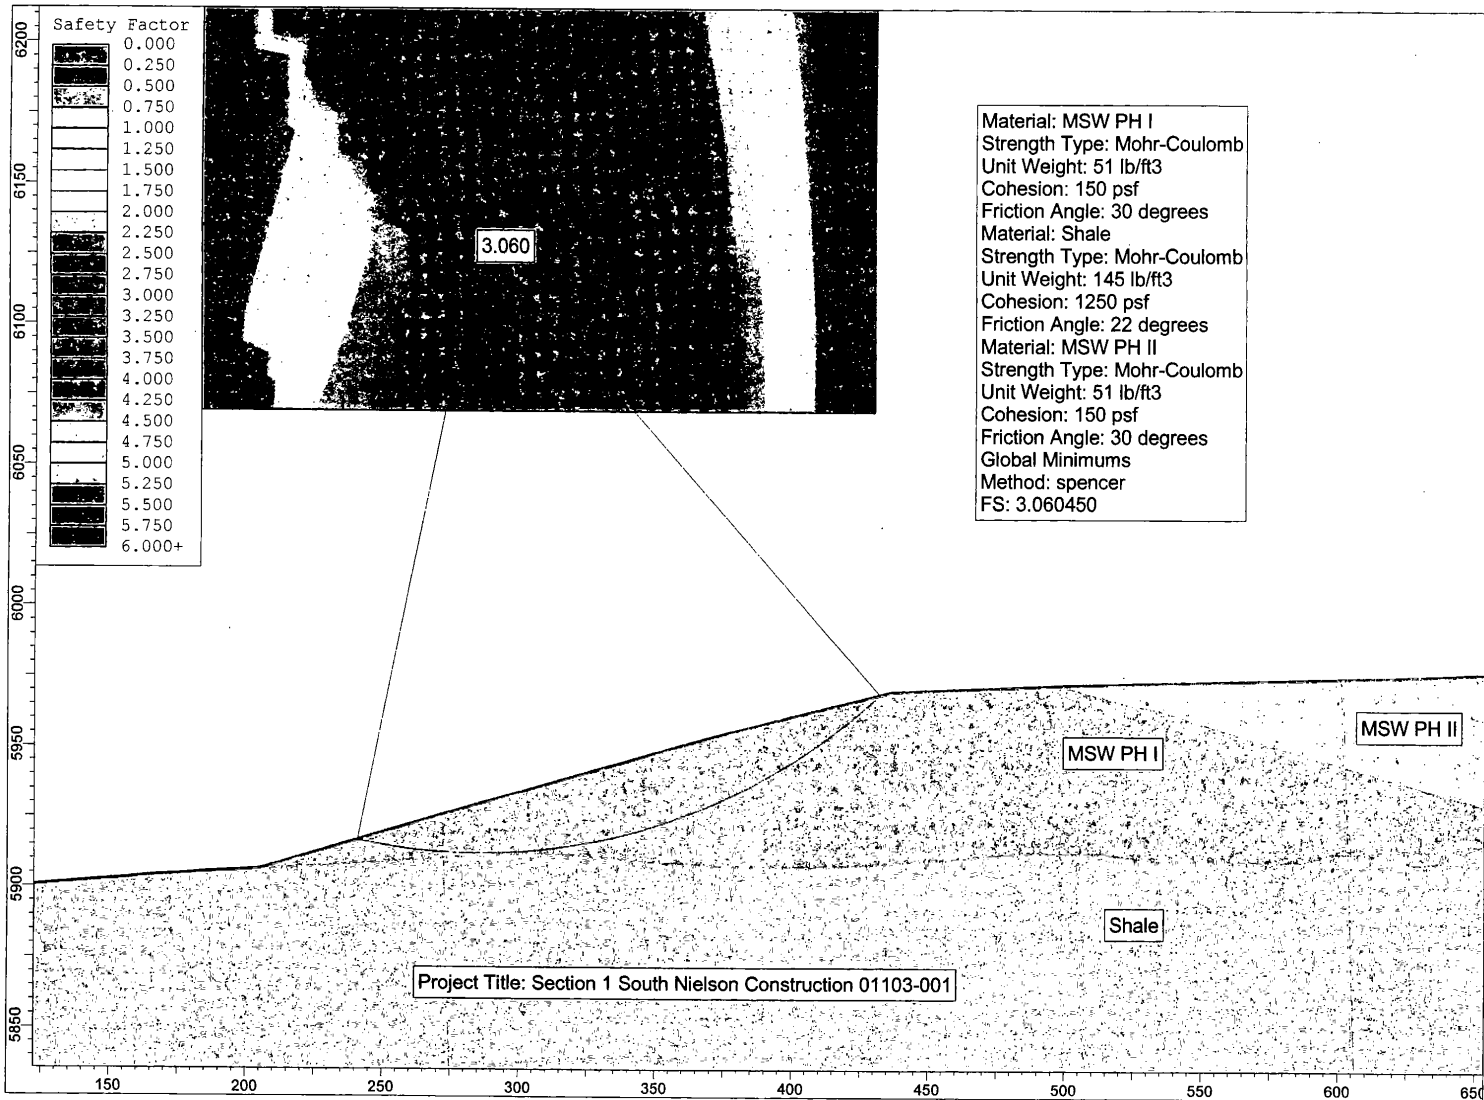 Safety Factor
0.000
0.250
0.500
0.750
1.000
1.250
1.500
1.750
2.000
2.250
2.500
2.750
3.000
3.250
3.500
3.750
4.000
4.250
4.500
4.750
5.000
5.250
5.500
5.750
6.000+
6200
6150
6100
6050
6000
5950
5900
5850
3.060
Material: MSW PH I
Strength Type: Mohr-Coulomb
Unit Weight: 51 lb/ft3
Cohesion: 150 psf
Friction Angle: 30 degrees
Material: Shale
Strength Type: Mohr-Coulomb
Unit Weight: 145 lb/ft3
Cohesion: 1250 psf
Friction Angle: 22 degrees
Material: MSW PH II
Strength Type: Mohr-Coulomb
Unit Weight: 51 lb/ft3
Cohesion: 150 psf
Friction Angle: 30 degrees
Global Minimums
Method: spencer
FS: 3.060450
MSW PH II
MSW PH I
Shale
Project Title: Section 1 South Nielson Construction 01103-001
150 200 250 300 350 400 450 500 550 600 650